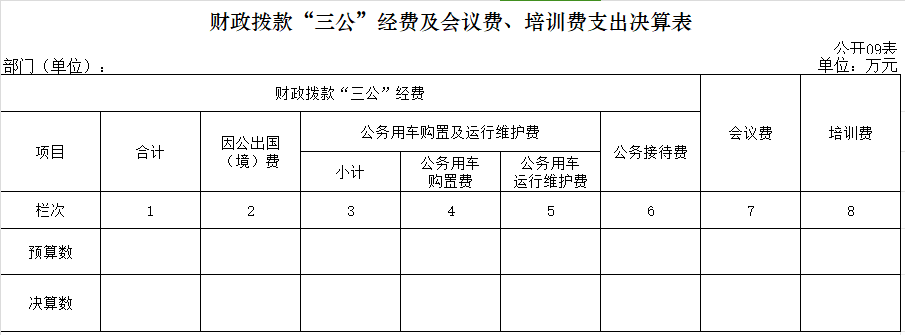 财政拨款“三公”经费及会议费、培训费支出决算表
公开09表
部门（单位）： 单位：万元
财政拨款“三公”经费
项目 合计 因公出国
（境）费 公务用车购置及运行维护费 公务接待费 会议费 培训费
小计 公务用车
购置费 公务用车
运行维护费
栏次 1 2 3 4 5 6 7 8
预算数
决算数